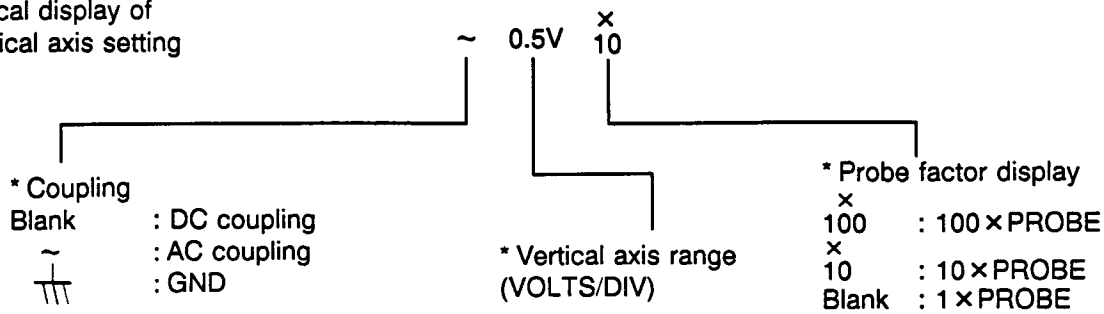 cal display of
ical axis setting
~ 0.5V × 10
* Coupling
Blank : DC coupling
~ : AC coupling
: GND
* Vertical axis range
(VOLTS/DIV)
* Probe factor display
×
100 : 100×PROBE
×
10 : 10×PROBE
Blank : 1×PROBE